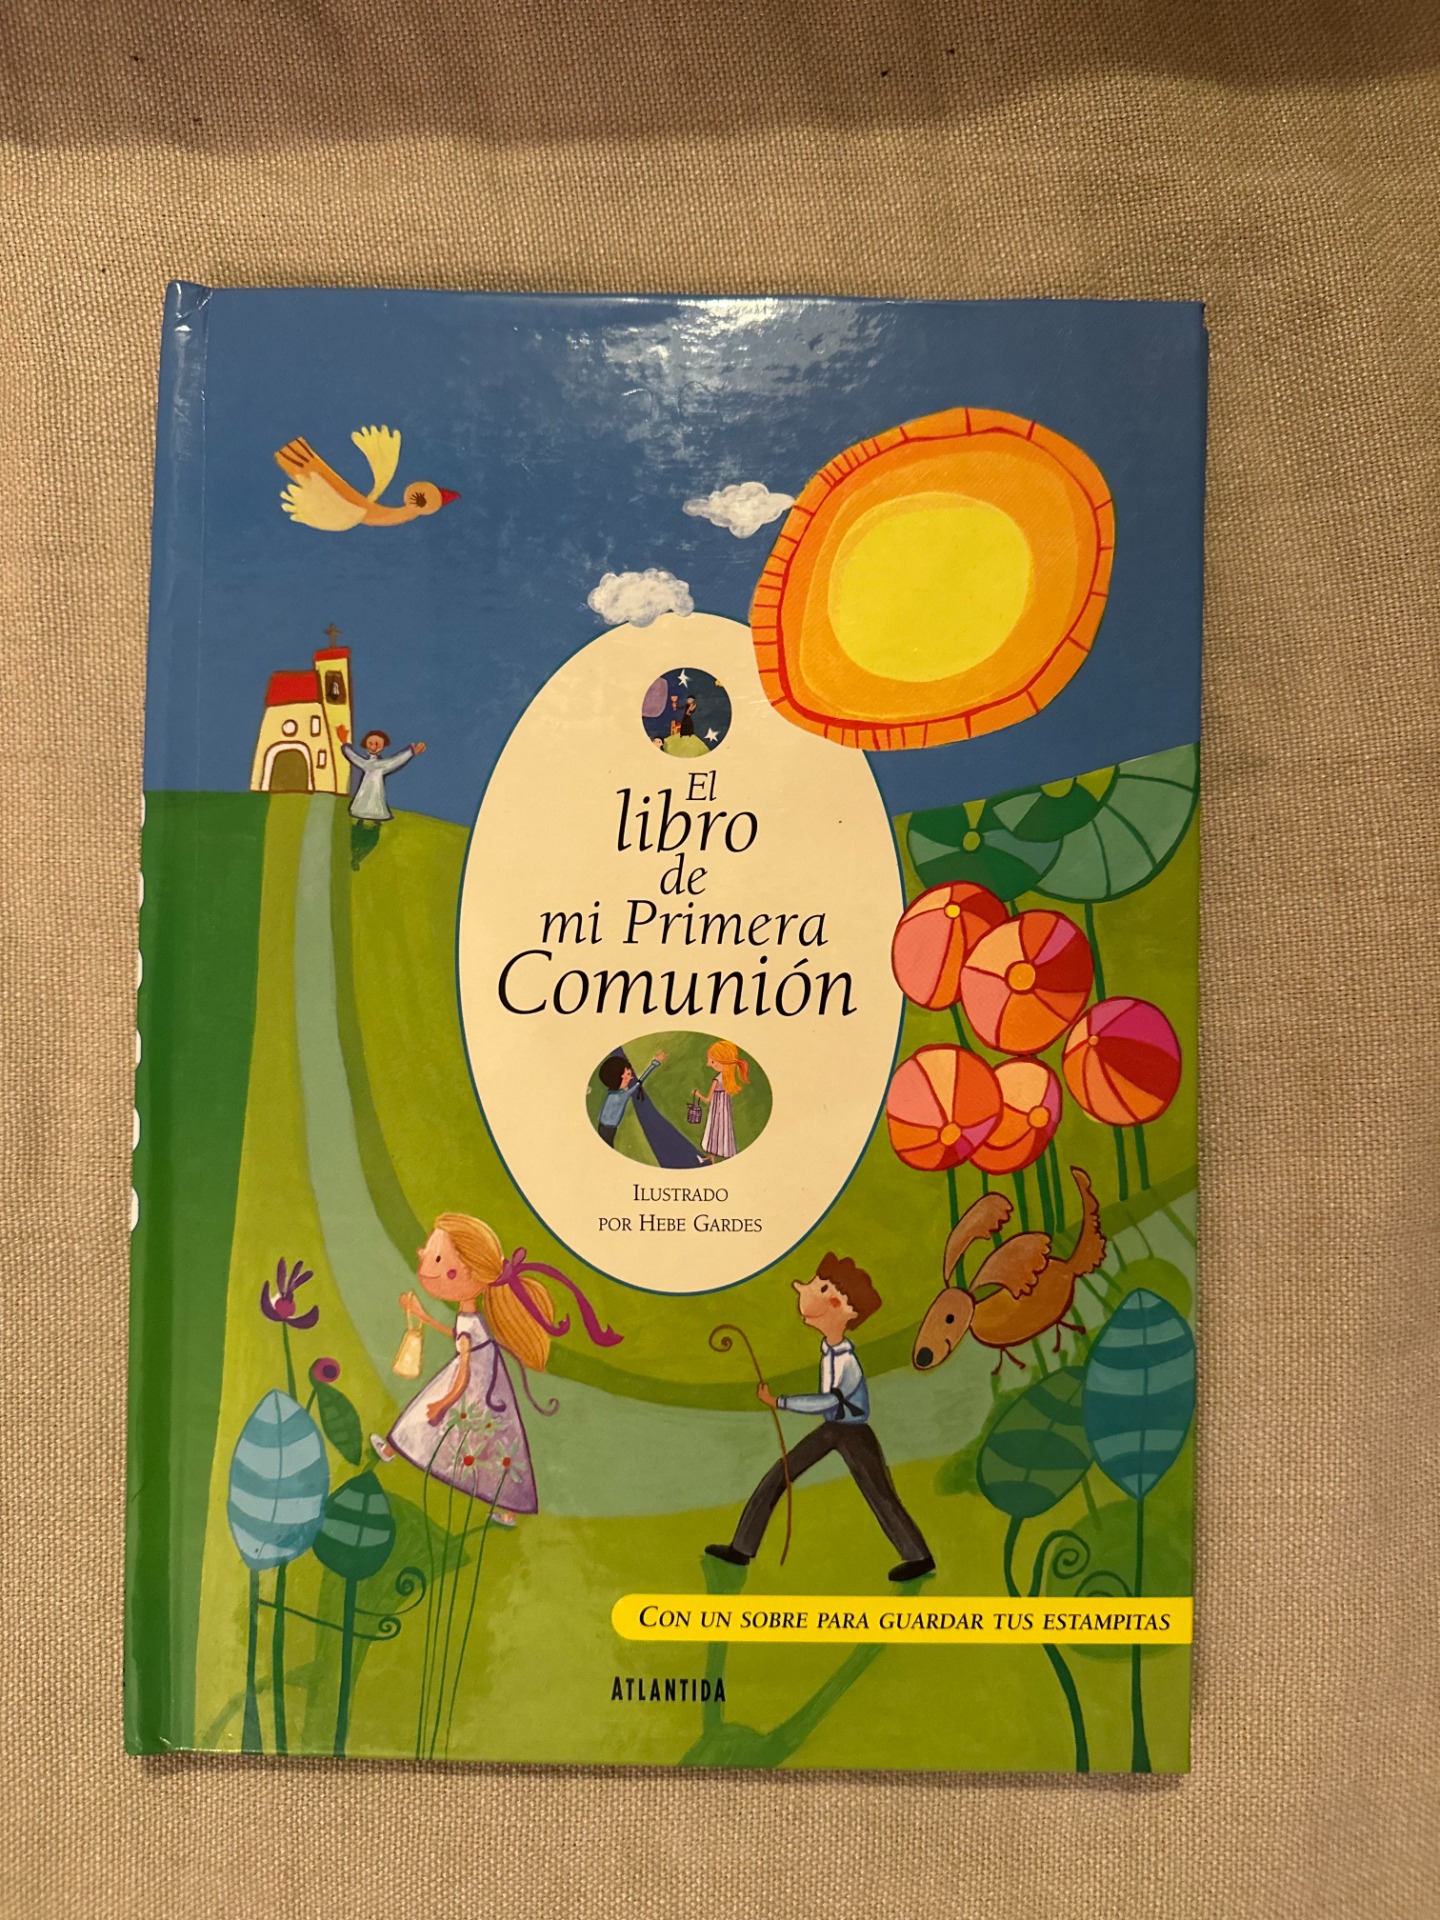 El
libro
de
mi Primera
Comunión
Ilustrado
por Hebe Gardes
Con un sobre para guardar tus estampitas
ATLANTIDA